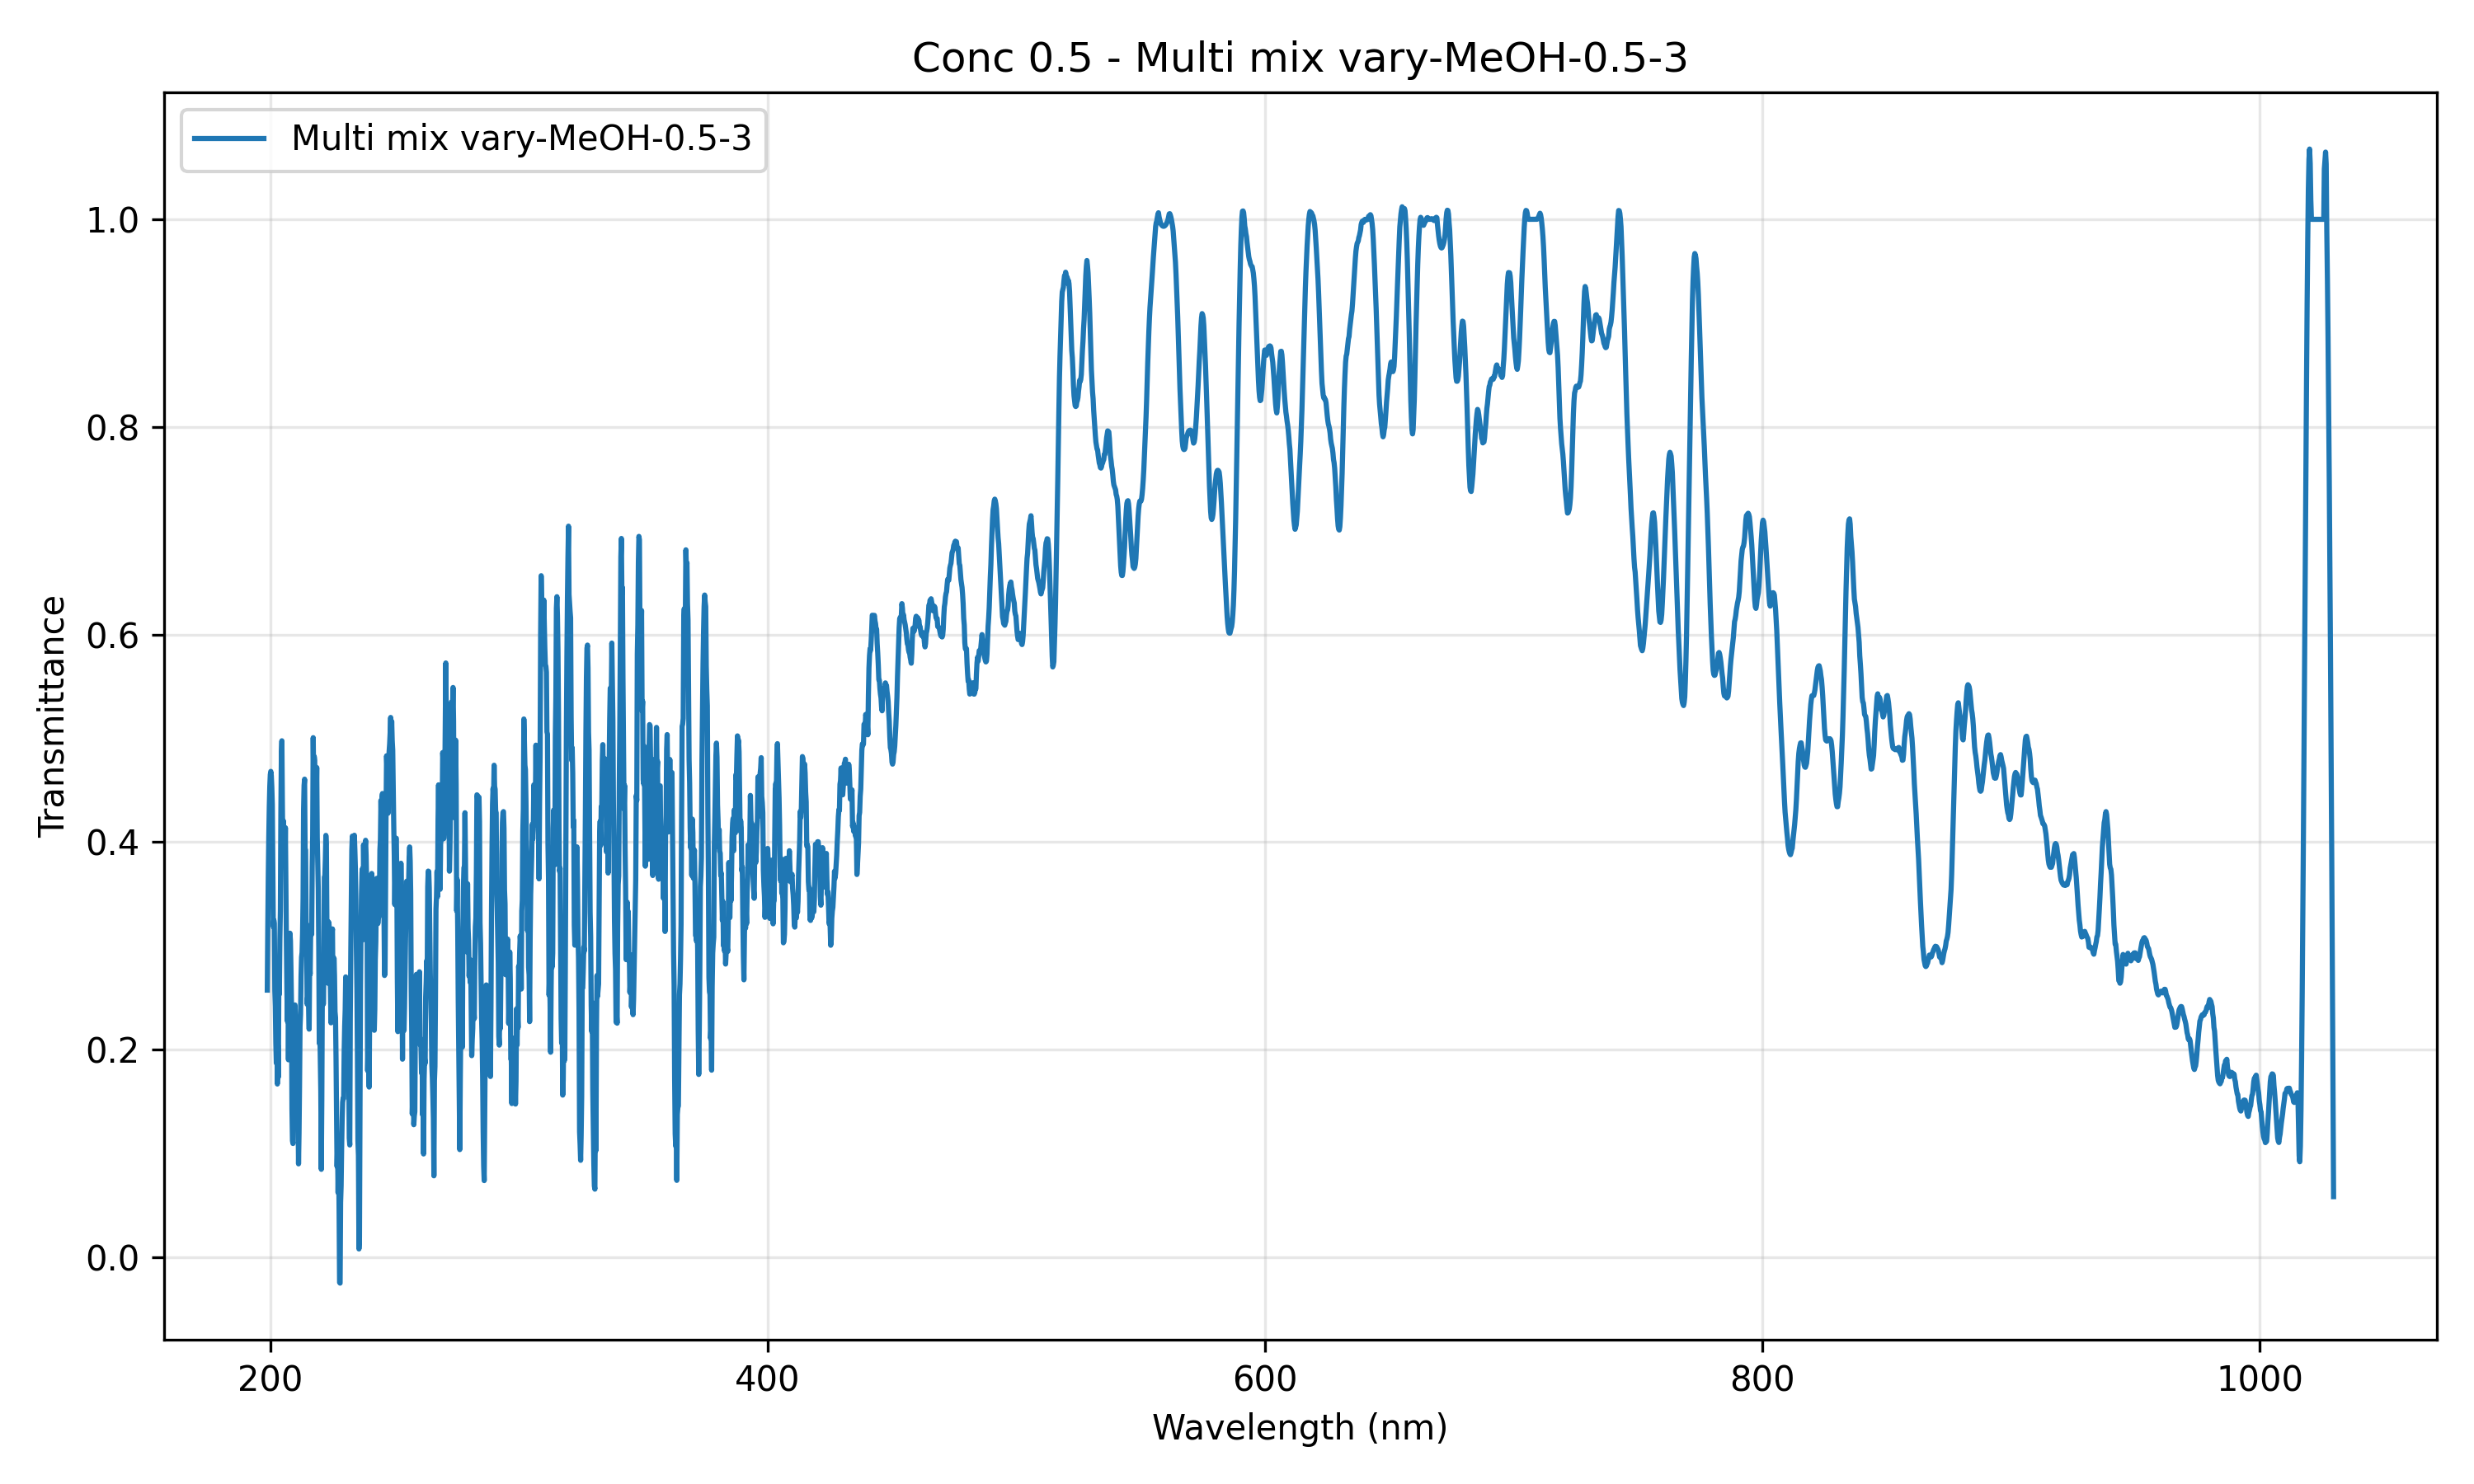 Conc 0.5 - Multi mix vary-MeOH-0.5-3
Multi mix vary-MeOH-0.5-3
Transmittance
1.0
0.8
0.6
0.4
0.2
0.0
200 400 600 800 1000
Wavelength (nm)